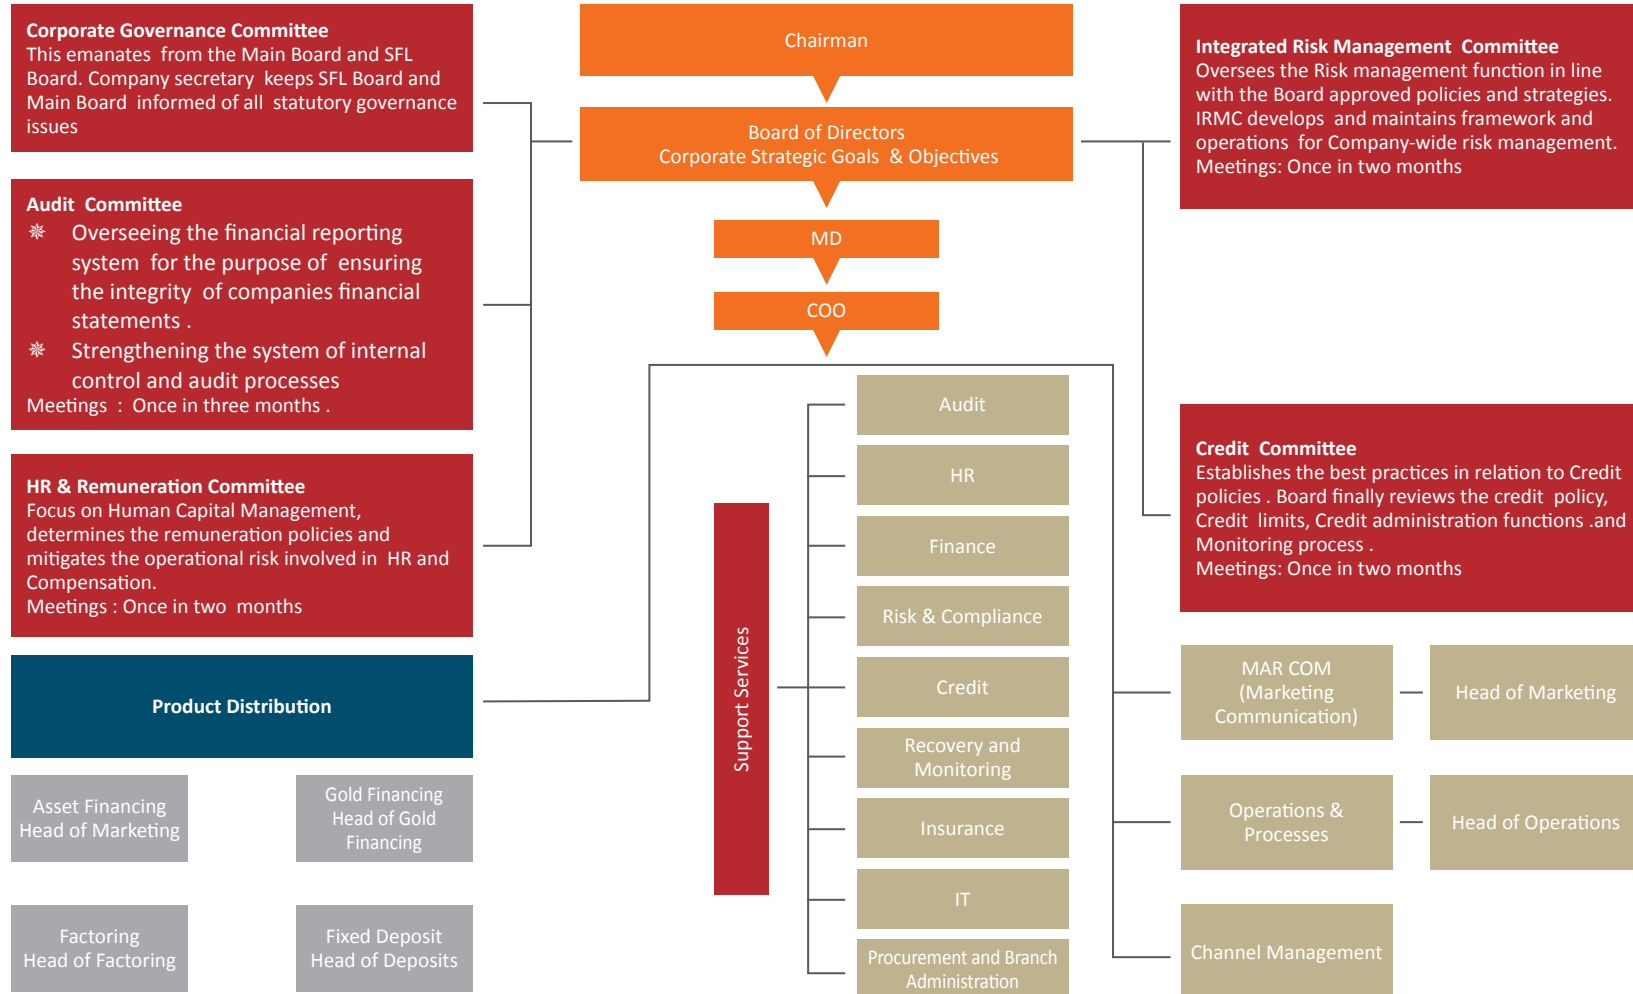 Corporate Governance Committee
This emanates from the Main Board and SFL
Board. Company secretary keeps SFL Board and
Main Board informed of all statutory governance
issues
Audit Committee
✵ Overseeing the financial reporting
system for the purpose of ensuring
the integrity of companies financial
statements .
✵ Strengthening the system of internal
control and audit processes
Meetings : Once in three months .
HR & Remuneration Committee
Focus on Human Capital Management,
determines the remuneration policies and
mitigates the operational risk involved in HR and
Compensation.
Meetings : Once in two months
Product Distribution
Asset Financing
Head of Marketing
Gold Financing
Head of Gold
Financing
Factoring
Head of Factoring
Fixed Deposit
Head of Deposits
Chairman
Board of Directors
Corporate Strategic Goals & Objectives
MD
COO
Support Services
Audit
HR
Finance
Risk & Compliance
Credit
Recovery and
Monitoring
Insurance
IT
Procurement and Branch
Administration
Integrated Risk Management Committee
Oversees the Risk management function in line
with the Board approved policies and strategies.
IRMC develops and maintains framework and
operations for Company-wide risk management.
Meetings: Once in two months
Credit Committee
Establishes the best practices in relation to Credit
policies . Board finally reviews the credit policy,
Credit limits, Credit administration functions .and
Monitoring process .
Meetings: Once in two months
MAR COM
(Marketing
Communication)
Head of Marketing
Operations &
Processes
Head of Operations
Channel Management